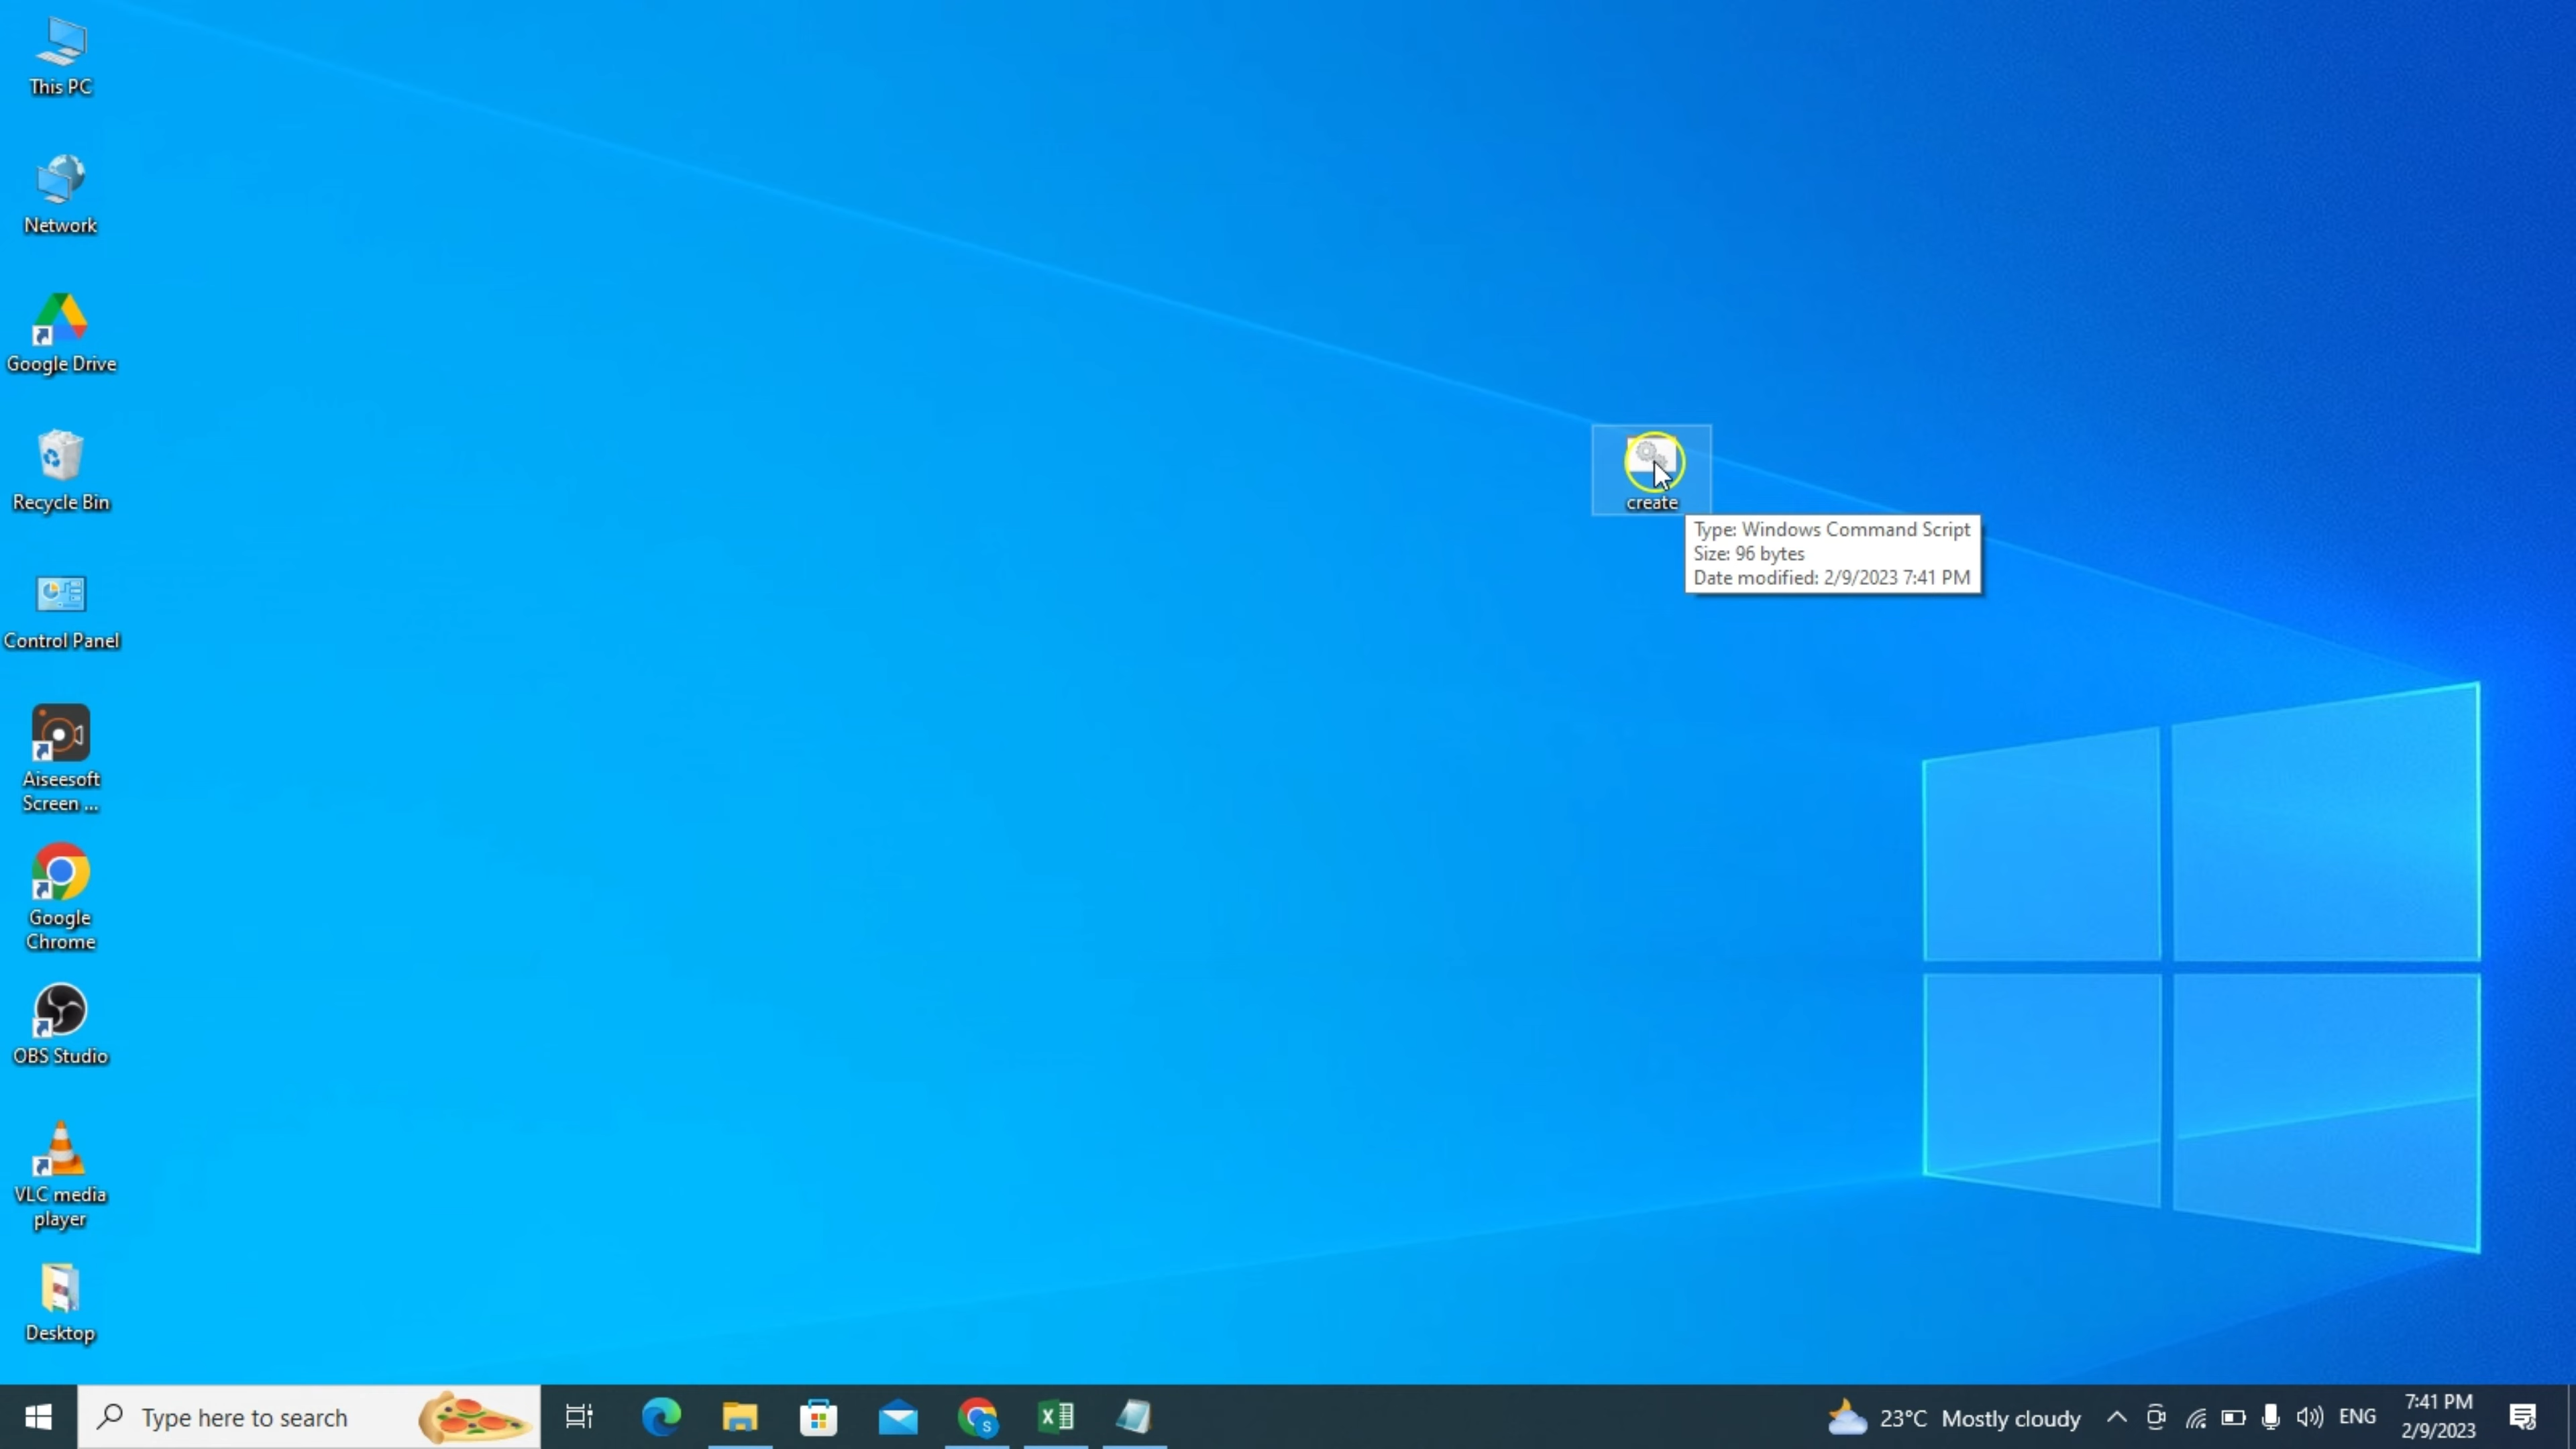 This PC
Network
Google Drive
Recycle Bin
Control Panel
Aiseesoft
Screen ...
Google
Chrome
OBS Studio
VLC media
player
Desktop
create
Type: Windows Command Script
Size: 96 bytes
Date modified: 2/9/2023 7:41 PM
Type here to search
S
23°C Mostly cloudy
ENG
7:41 PM
2/9/2023